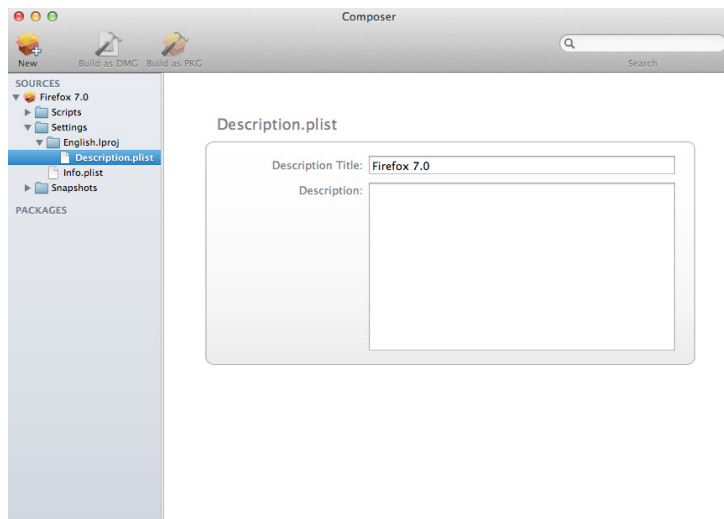 Composer
New
Build as DMG
Build as PKG
Search
SOURCES
Firefox 7.0
Scripts
Settings
English.lproj
Description.plist
Info.plist
Snapshots
PACKAGES
Description.plist
Description Title: Firefox 7.0
Description: